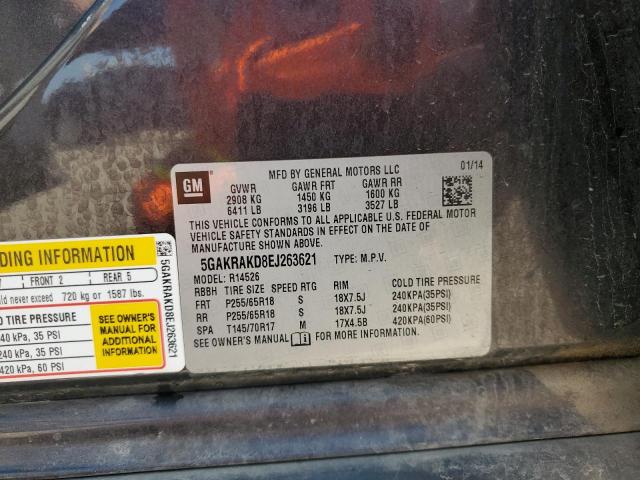 MFD BY GENERAL MOTORS LLC 01/14
GM
GVWR GAWR FRT GAWR RR
2908 KG 1450 KG 1600 KG
6411 LB 3196 LB 3527 LB
THIS VEHICLE CONFORMS TO ALL APPLICABLE U.S. FEDERAL MOTOR
VEHICLE SAFETY STANDARDS IN EFFECT ON THE DATE OF
MANUFACTURE SHOWN ABOVE.
5GAKRAKD8EJ263621 TYPE: M.P.V.
MODEL: R14526
RBBH TIRE SIZE SPEED RTG RIM COLD TIRE PRESSURE
FRT P255/65R18 S 18X7.5J 240KPA(35PSI)
RR P255/65R18 S 18X7.5J 240KPA(35PSI)
SPA T145/70R17 M 17X4.5B 420KPA(60PSI)
SEE OWNER'S MANUAL FOR MORE INFORMATION.
DING INFORMATION
FRONT 2 REAR 5
ld never exceed 720 kg or 1587 lbs.
OLD TIRE PRESSURE
40 kPa, 35 PSI
240 kPa, 35 PSI
420 kPa, 60 PSI
SEE OWNER'S
MANUAL FOR
ADDITIONAL
INFORMATION
5GAKRAKD8EJ263621